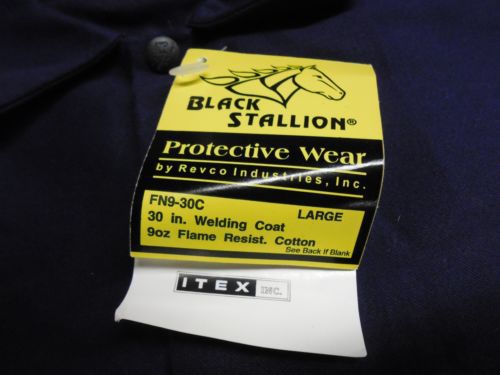 BLACK
STALLION®
Protective Wear
by Revco Industries, Inc.
FN9-30C LARGE
30 in. Welding Coat
9oz Flame Resist. Cotton
See Back If Blank
ITEX INC.